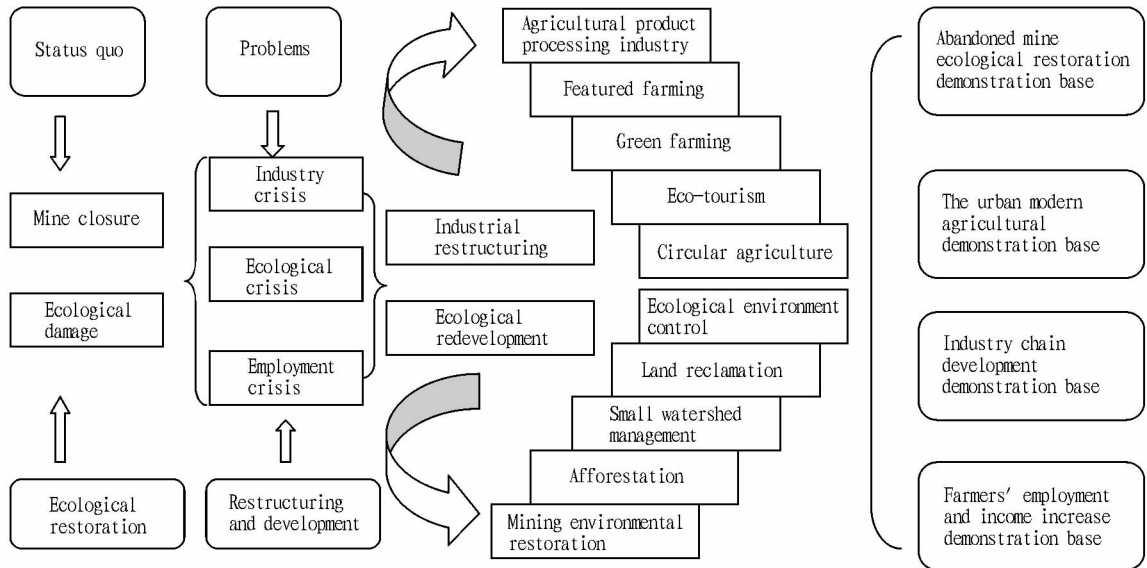 Status quo
Mine closure
Ecological
damage
Ecological
restoration
Problems
Industry
crisis
Ecological
crisis
Employment
crisis
Restructuring
and development
Industrial
restructuring
Ecological
redevelopment
Agricultural product
processing industry
Featured farming
Green farming
Eco-tourism
Circular agriculture
Ecological environment
control
Land reclamation
Small watershed
management
Afforestation
Mining environmental
restoration
Abandoned mine
ecological restoration
demonstration base
The urban modern
agricultural
demonstration base
Industry chain
development
demonstration base
Farmers' employment
and income increase
demonstration base